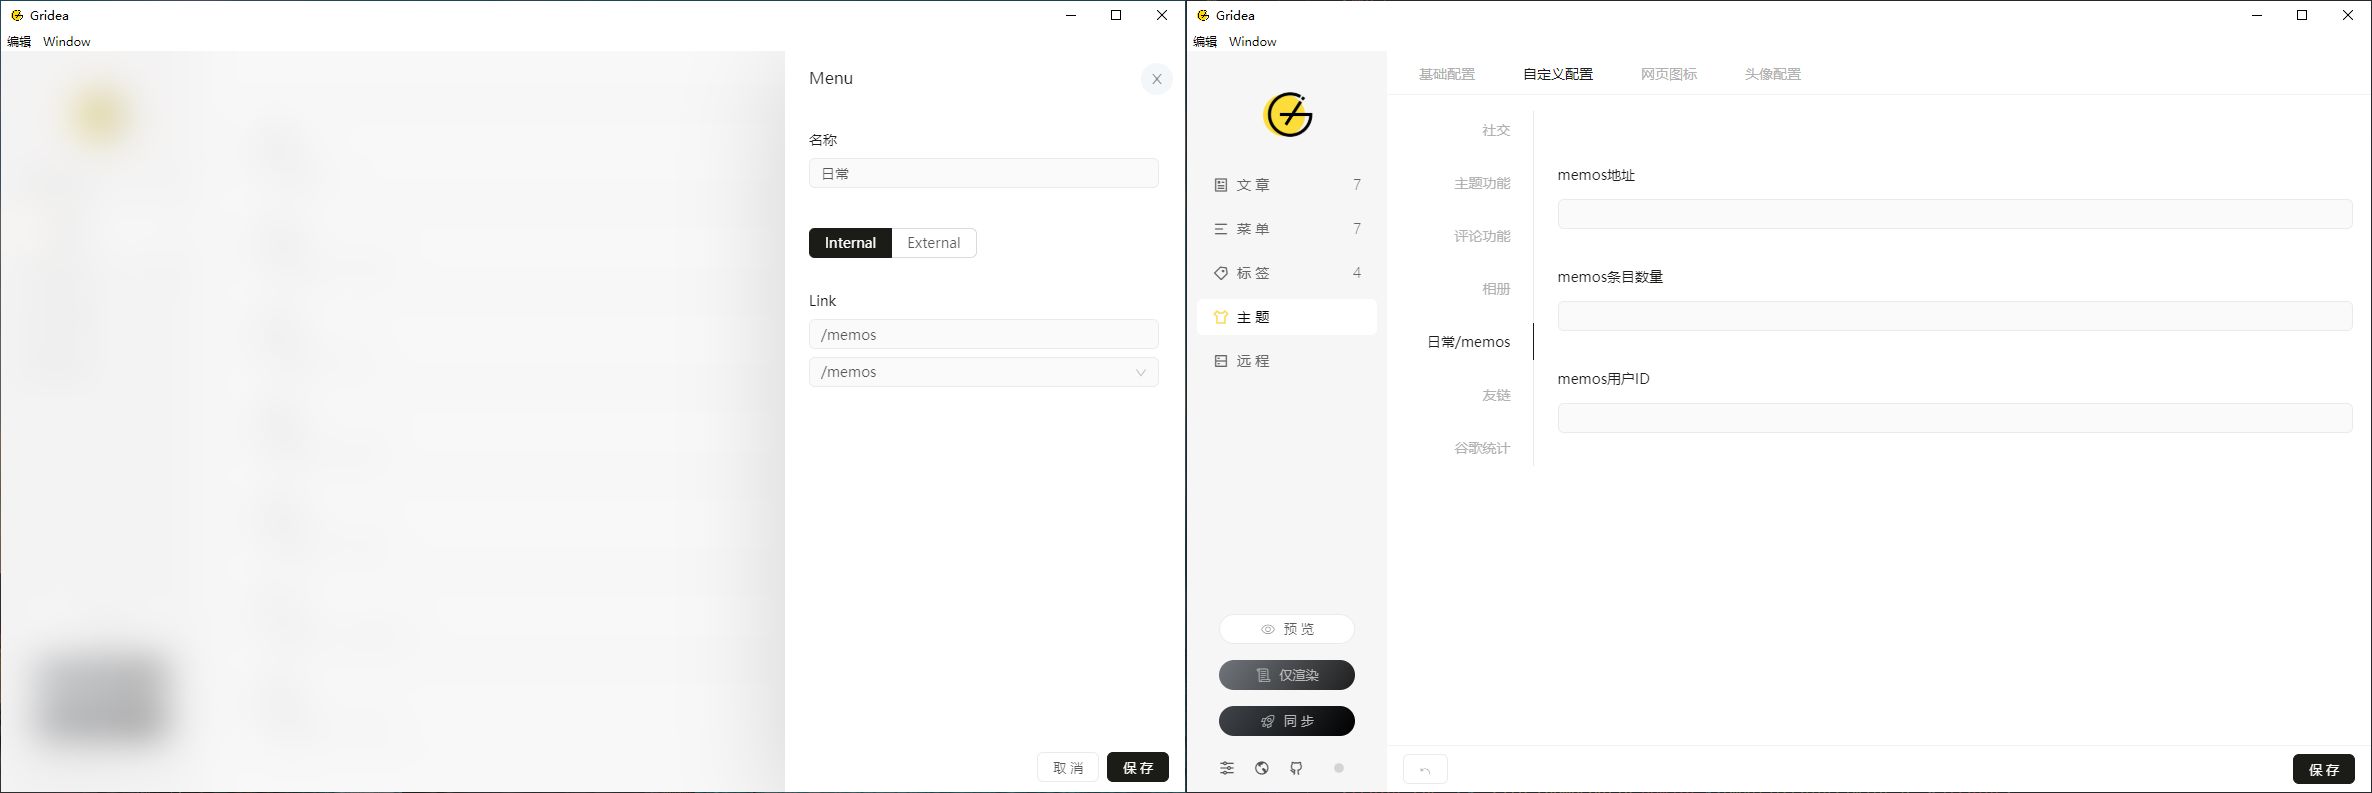 Gridea
编辑 Window
Menu
名称
日常
Internal External
Link
/memos
/memos
取 消 保 存
Gridea
编辑 Window
基础配置 自定义配置 网页图标 头像配置
文 章 7
菜 单 7
标 签 4
主 题
远 程
预 览
仅渲染
同 步
社交
主题功能
评论功能
相册
日常/memos
友链
谷歌统计
memos地址
memos条目数量
memos用户ID
保 存